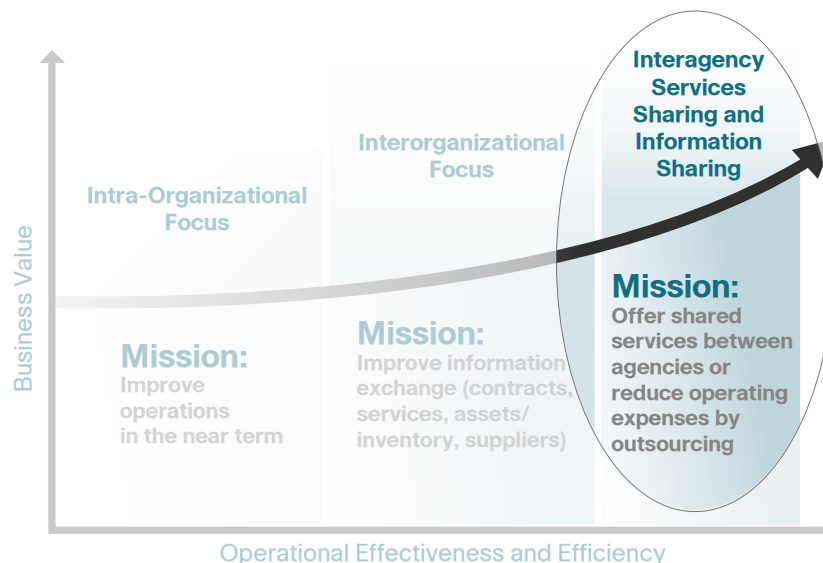 Interagency
Services
Sharing and
Information
Sharing
Interorganizational
Focus
Intra-Organizational
Focus
Business Value
Mission:
Improve
operations
in the near term
Mission:
Improve information
exchange (contracts,
services, assets/
inventory, suppliers)
Mission:
Offer shared
services between
agencies or
reduce operating
expenses by
outsourcing
Operational Effectiveness and Efficiency